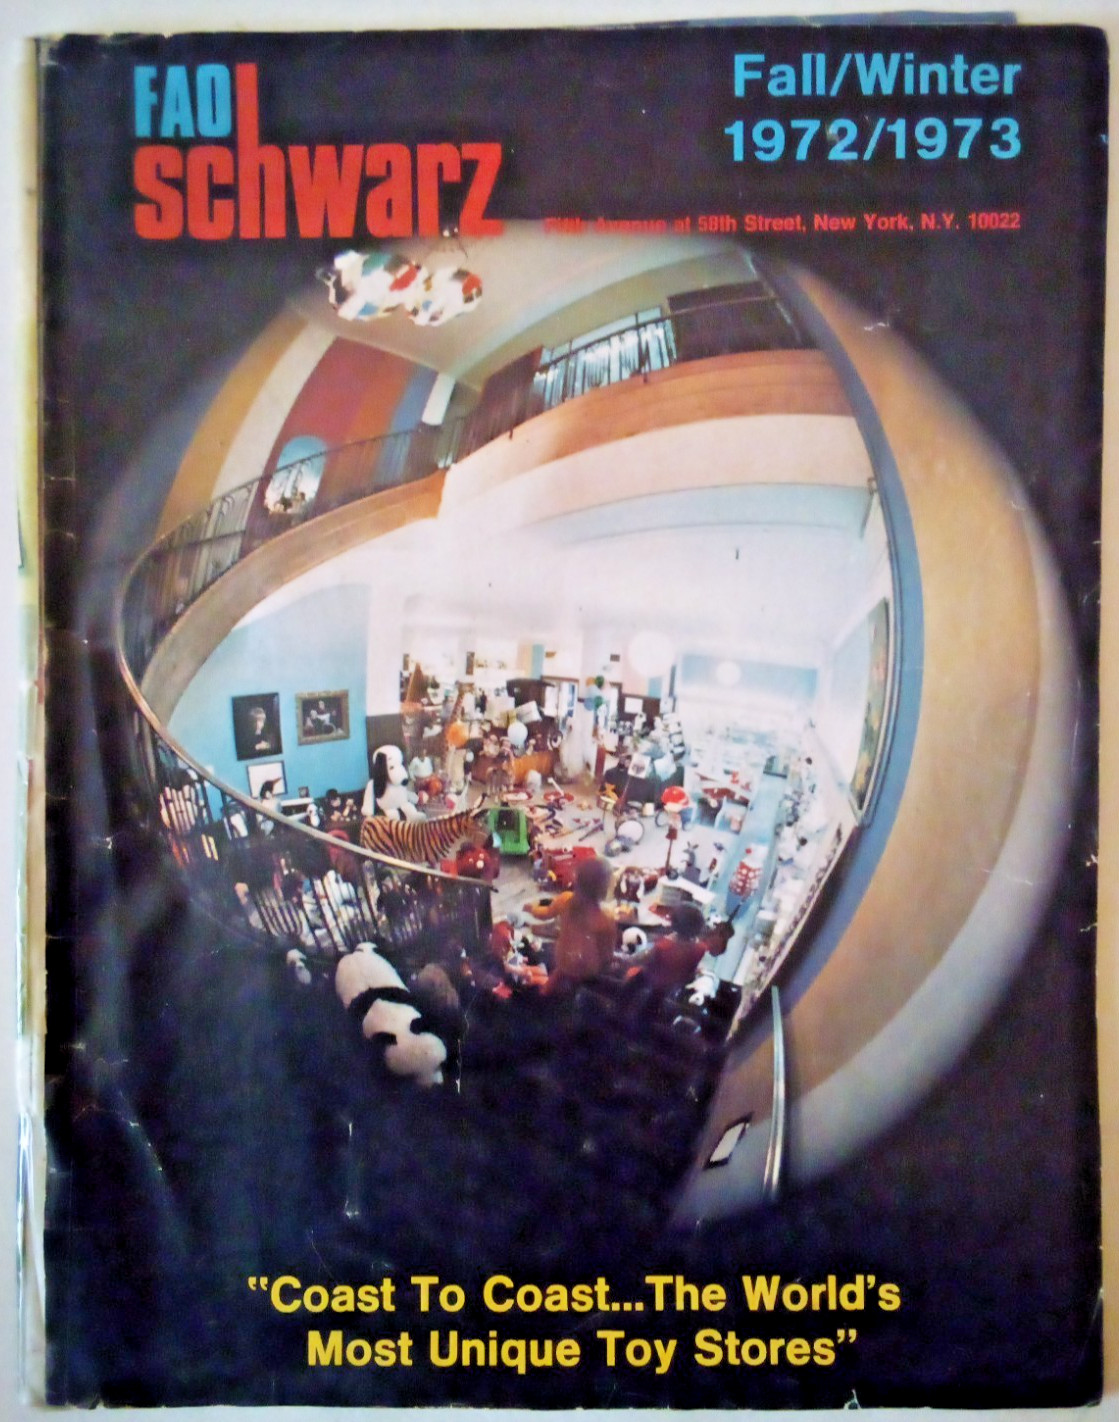 FAO
schwarz
Fall/Winter
1972/1973
Fifth Avenue at 58th Street, New York, N.Y. 10022
"Coast To Coast...The World's
Most Unique Toy Stores"